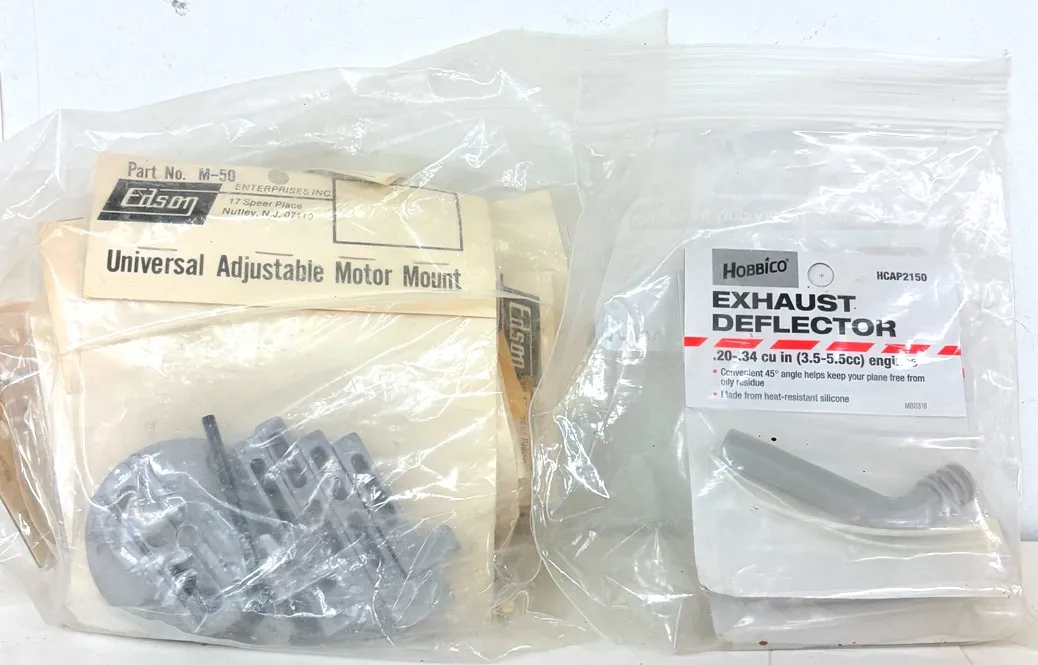 Part No. M-50
Edson
ENTERPRISES INC.
17 Speer Place
Nutley, N.J. 07110
Universal Adjustable Motor Mount
Edson
HOBBICO®
HCAP2150
EXHAUST
DEFLECTOR
.20-.34 cu in (3.5-5.5cc) engines
• Convenient 45° angle helps keep your plane free from
oily residue
• Made from heat-resistant silicone
MB0316